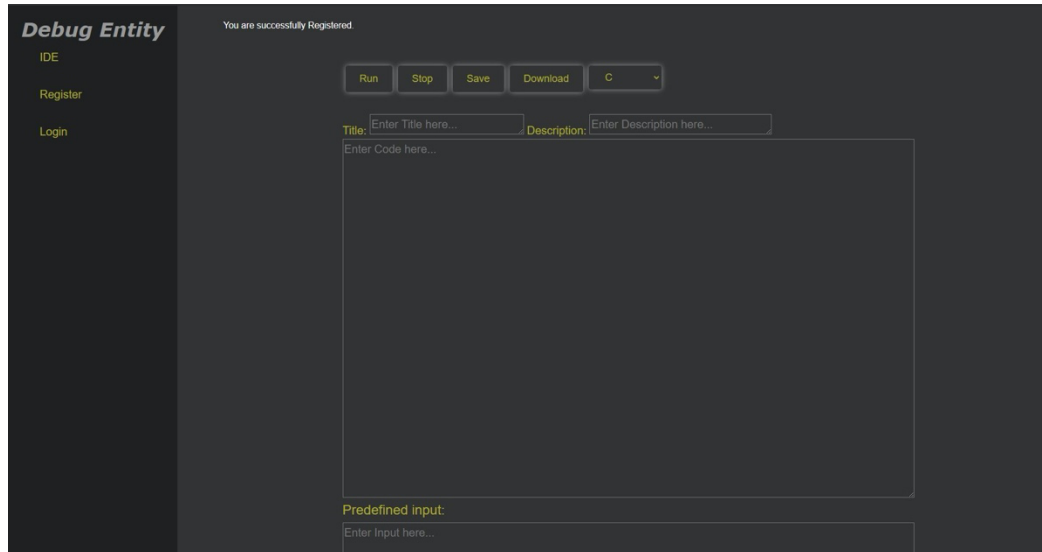 Debug Entity
IDE
Register
Login
You are successfully Registered.
Run Stop Save Download C
Title: Enter Title here... Description: Enter Description here...
Enter Code here...
Predefined input:
Enter Input here...